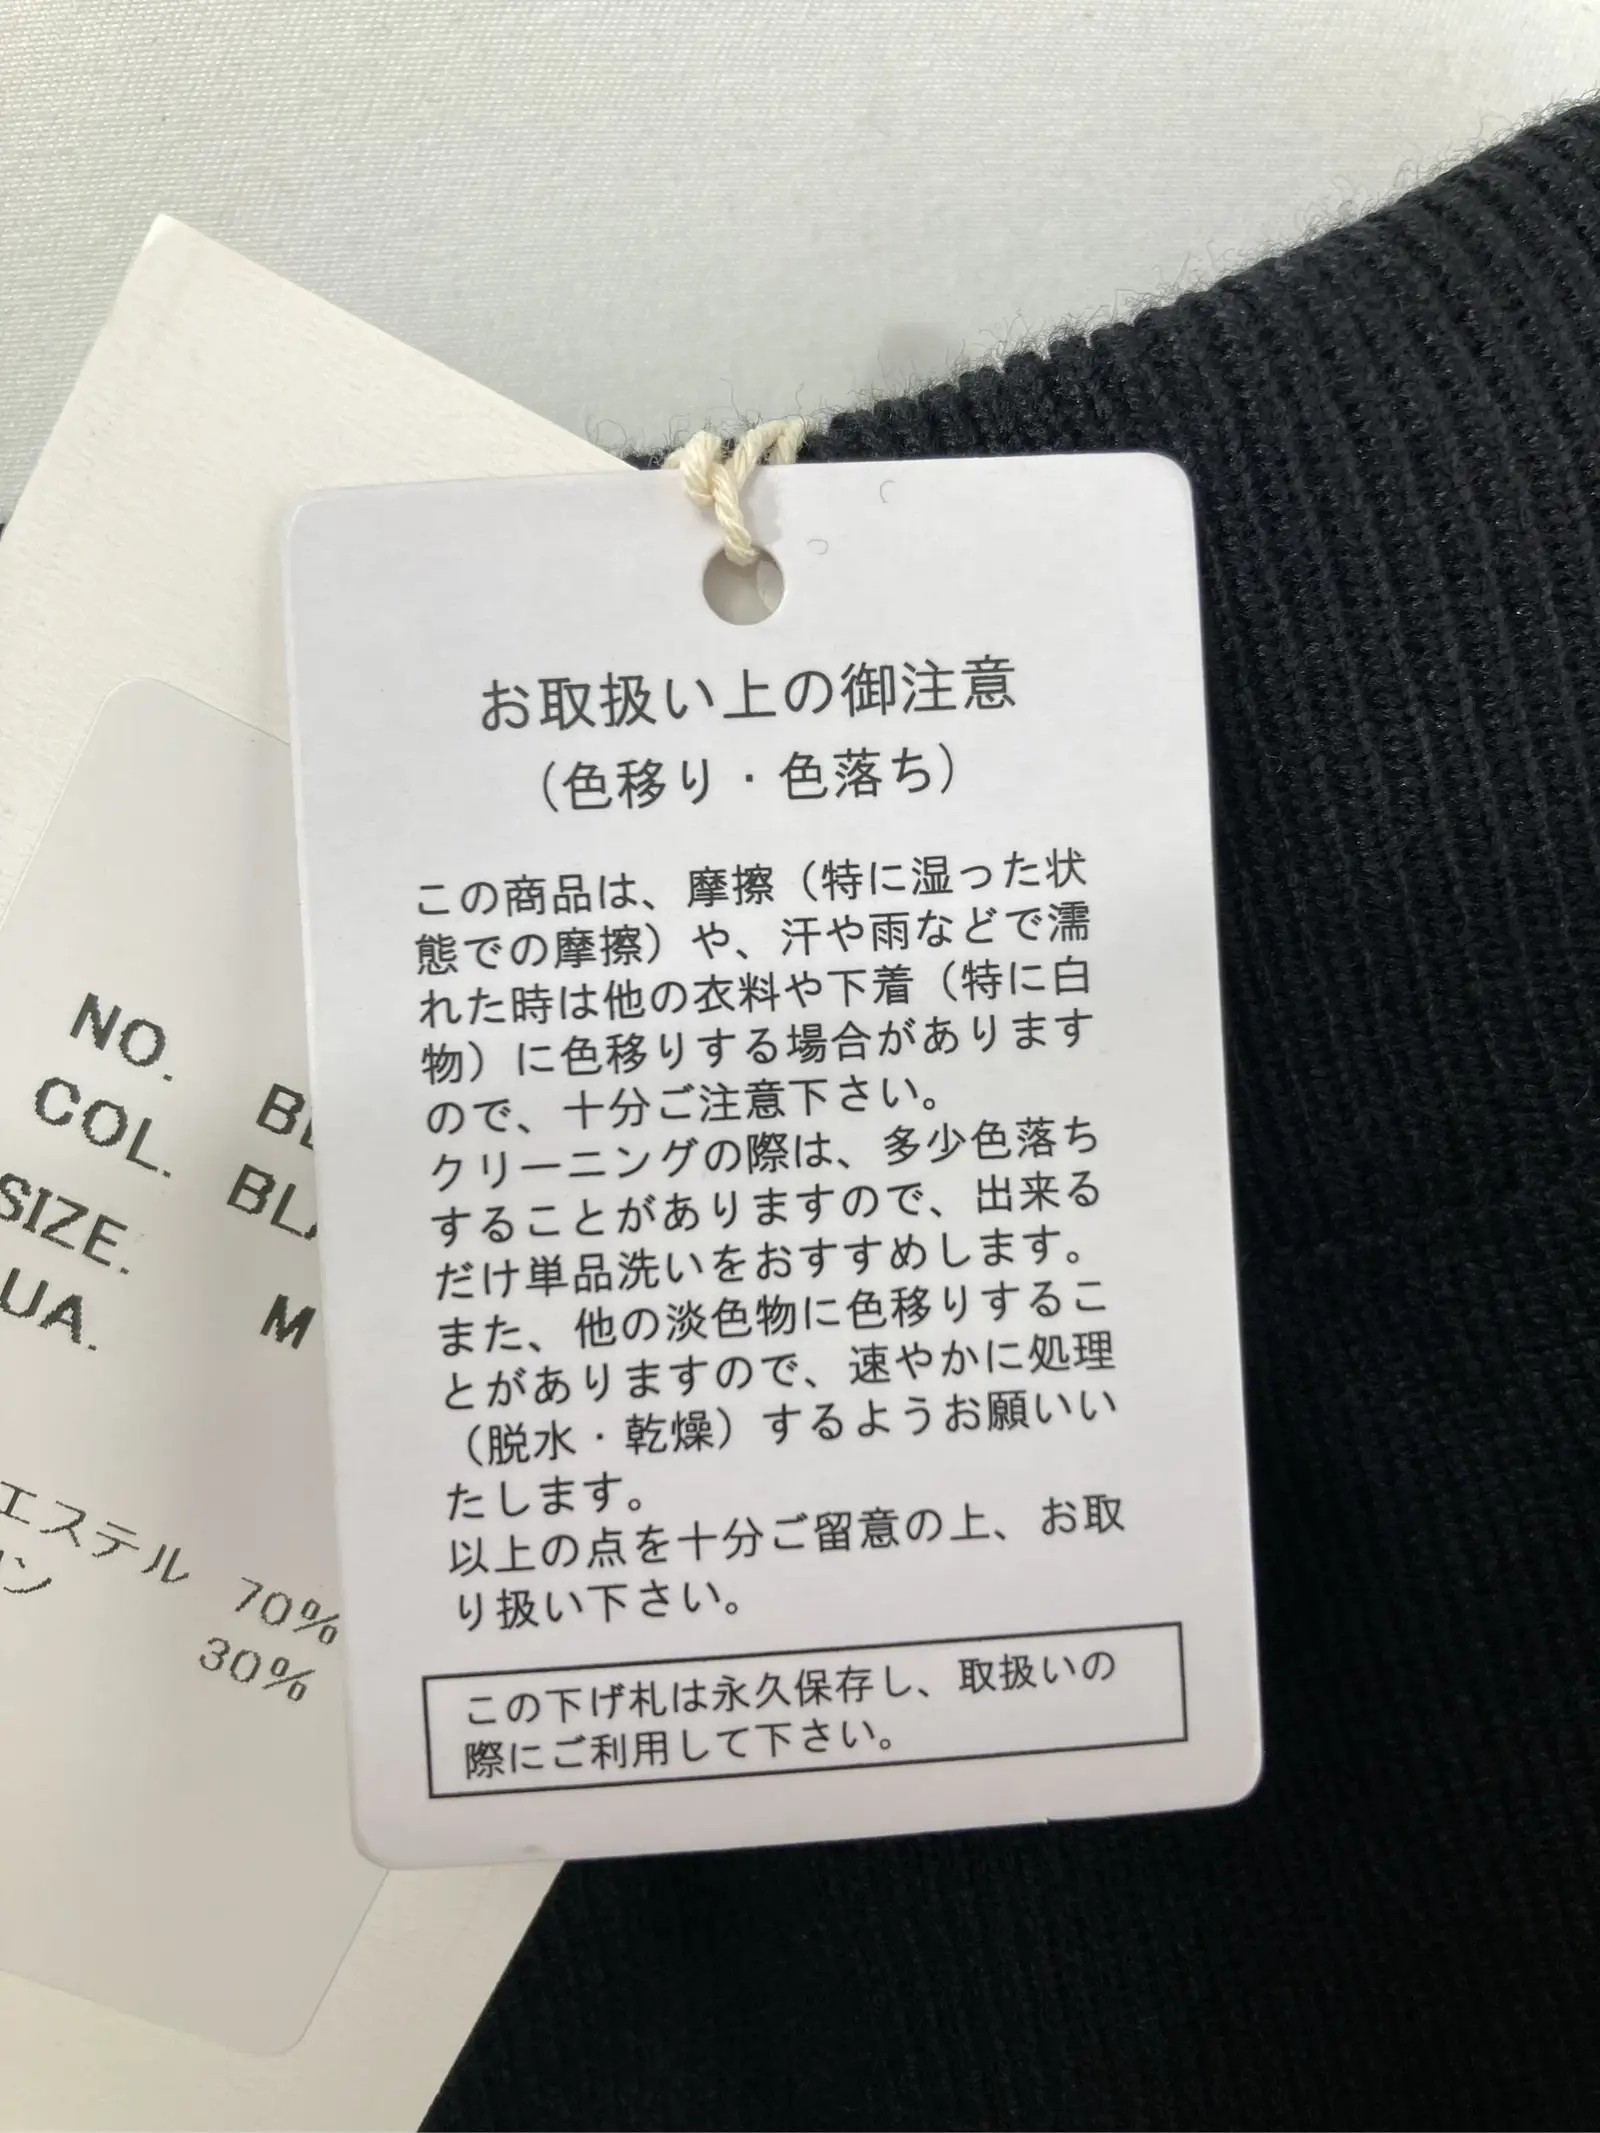 お取扱い上の御注意
（色移り・色落ち）
この商品は、摩擦（特に湿った状
態での摩擦）や、汗や雨などで濡
れた時は他の衣料や下着（特に白
物）に色移りする場合があります
ので、十分ご注意下さい。
クリーニングの際は、多少色落ち
することがありますので、出来る
だけ単品洗いをおすすめします。
また、他の淡色物に色移りするこ
とがありますので、速やかに処理
（脱水・乾燥）するようお願いい
たします。
以上の点を十分ご留意の上、お取
り扱い下さい。
この下げ札は永久保存し、取扱いの
際にご利用して下さい。
NO.
COL.
SIZE.
UA.
M
エステル 70%
30%